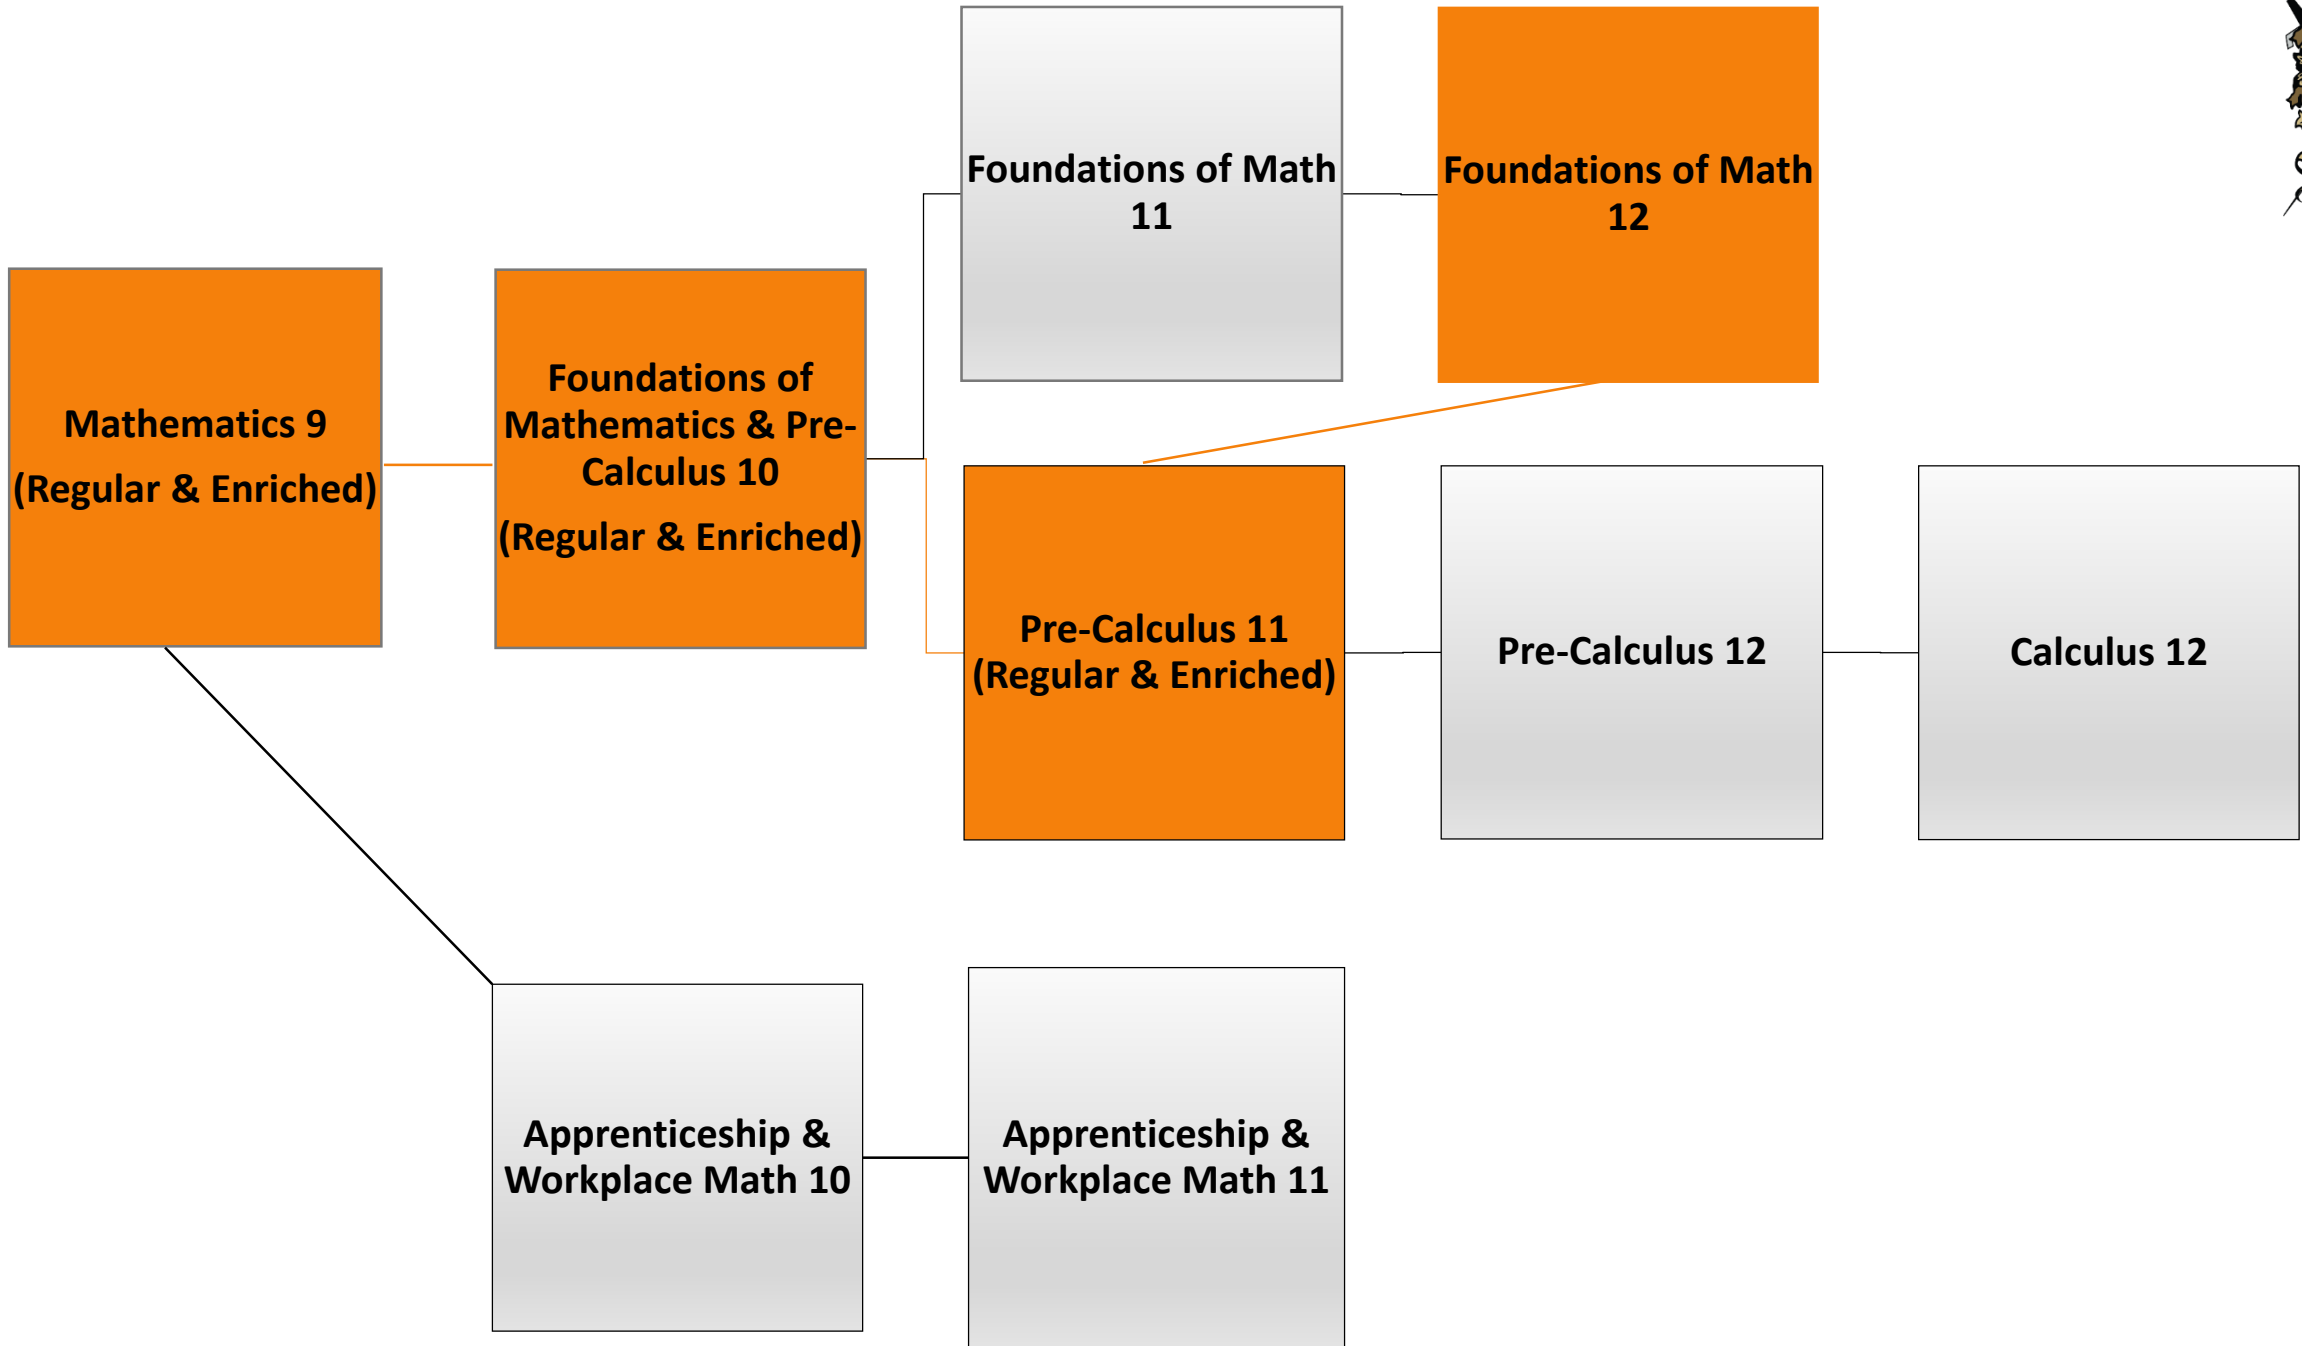 Foundations of Math
11
Foundations of Math
12
Mathematics 9
(Regular & Enriched)
Foundations of
Mathematics & Pre-
Calculus 10
(Regular & Enriched)
Pre-Calculus 11
(Regular & Enriched)
Pre-Calculus 12
Calculus 12
Apprenticeship &
Workplace Math 10
Apprenticeship &
Workplace Math 11